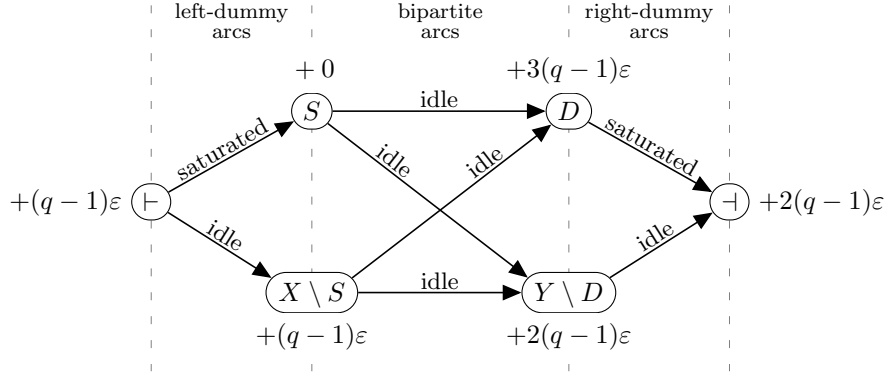 left-dummy
arcs
bipartite
arcs
right-dummy
arcs
+ 0
+3(q − 1)ε
S
idle
D
saturated
idle
idle
saturated
+(q − 1)ε
⊢
⊣
+2(q − 1)ε
idle
idle
X \ S
idle
Y \ D
+(q − 1)ε
+2(q − 1)ε